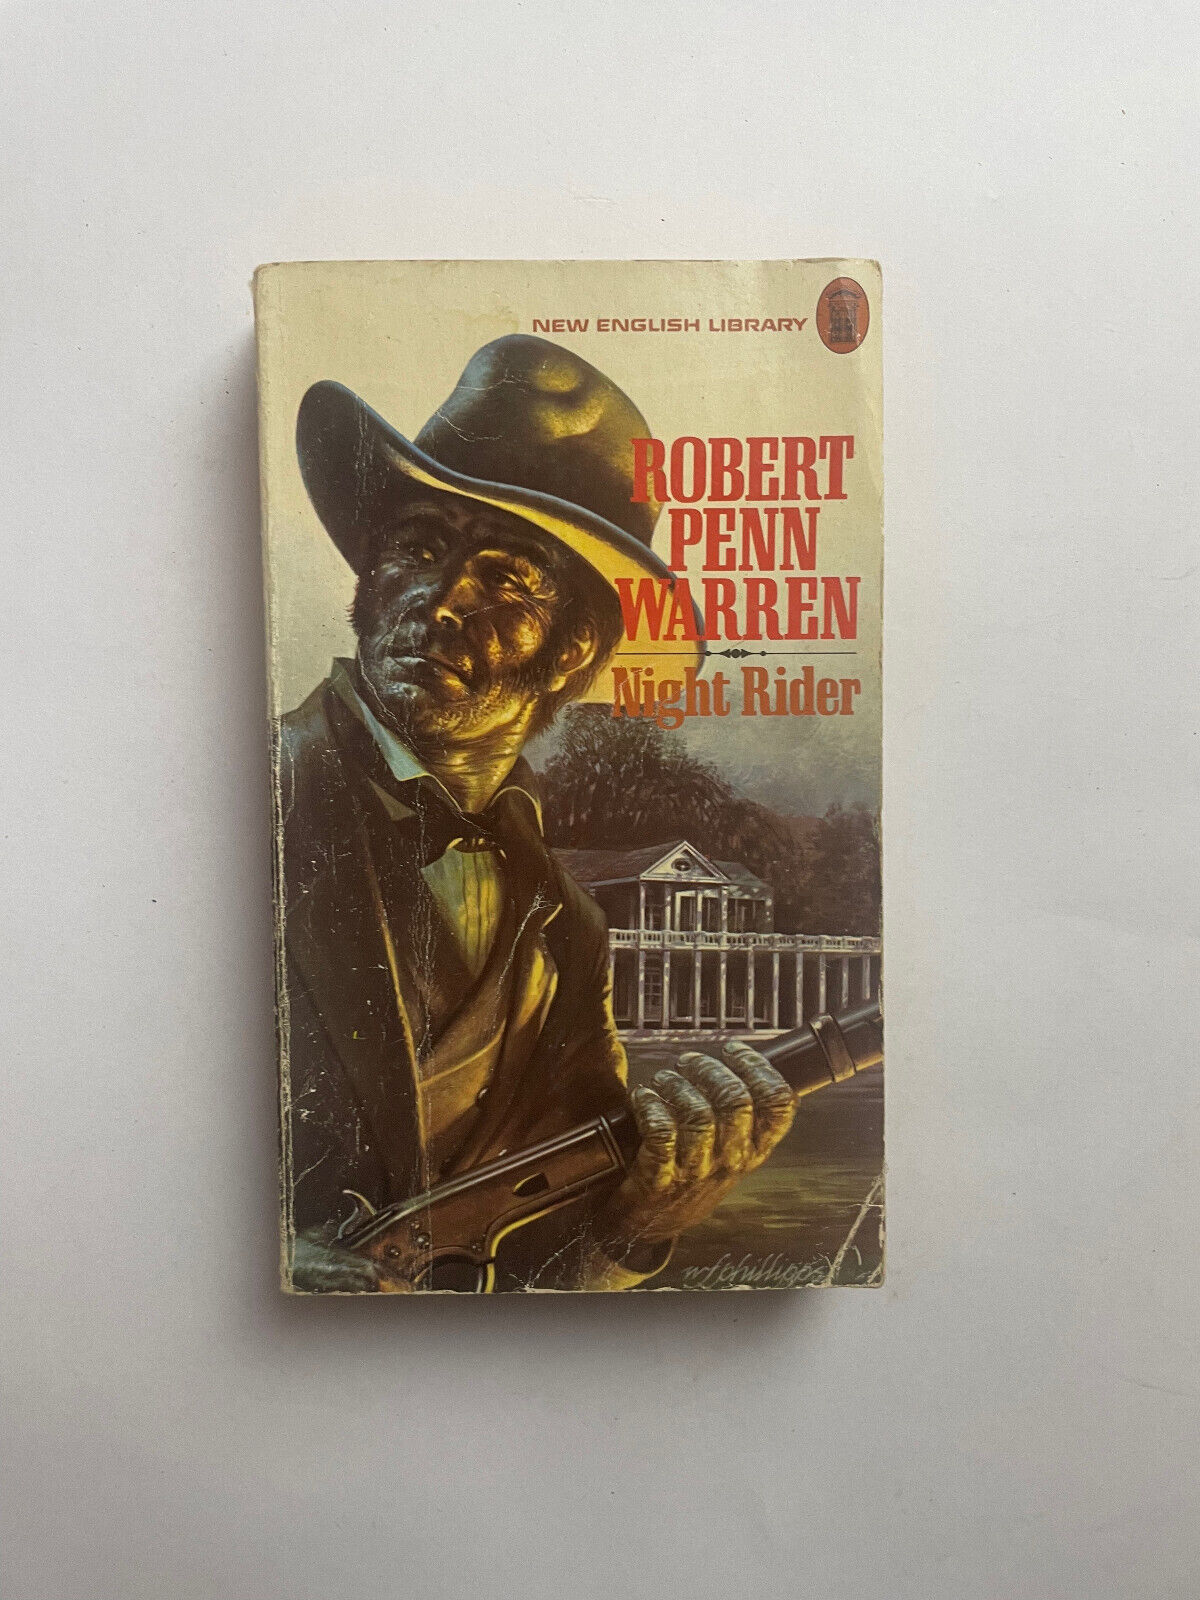 NEW ENGLISH LIBRARY
ROBERT
PENN
WARREN
Night Rider